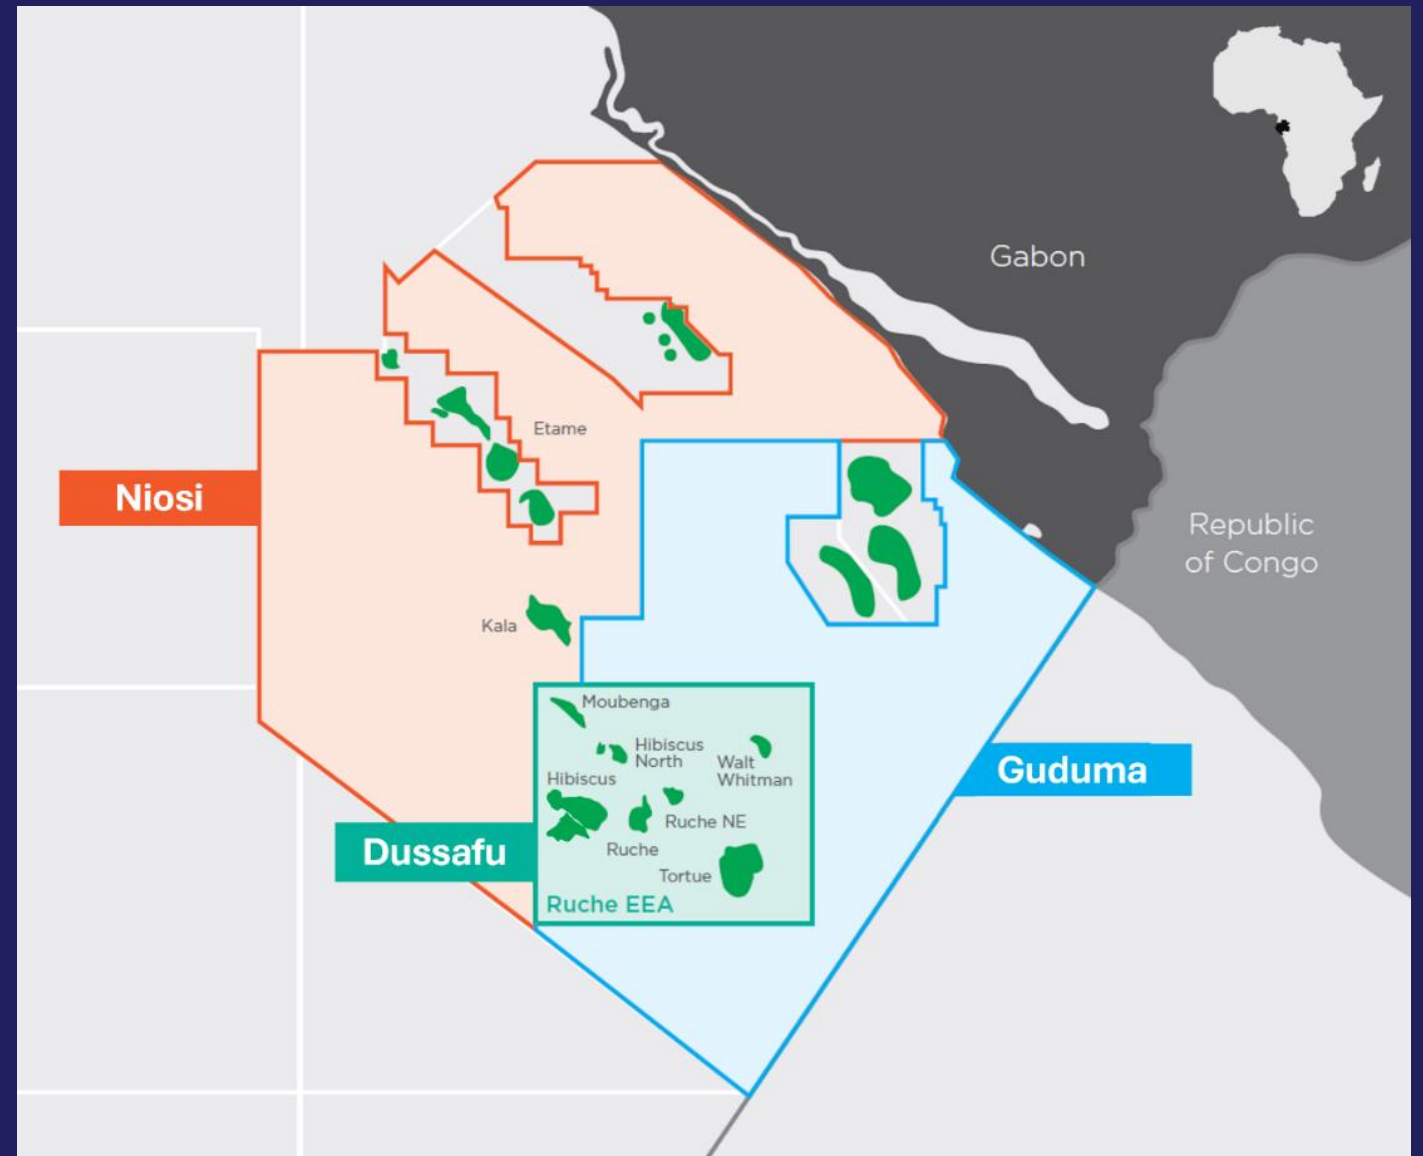 Gabon
Etame
Niosi
Republic
of Congo
Kala
Moubenga
Hibiscus
North
Walt
Whitman
Hibiscus
Guduma
Ruche NE
Dussafu
Ruche
Tortue
Ruche EEA